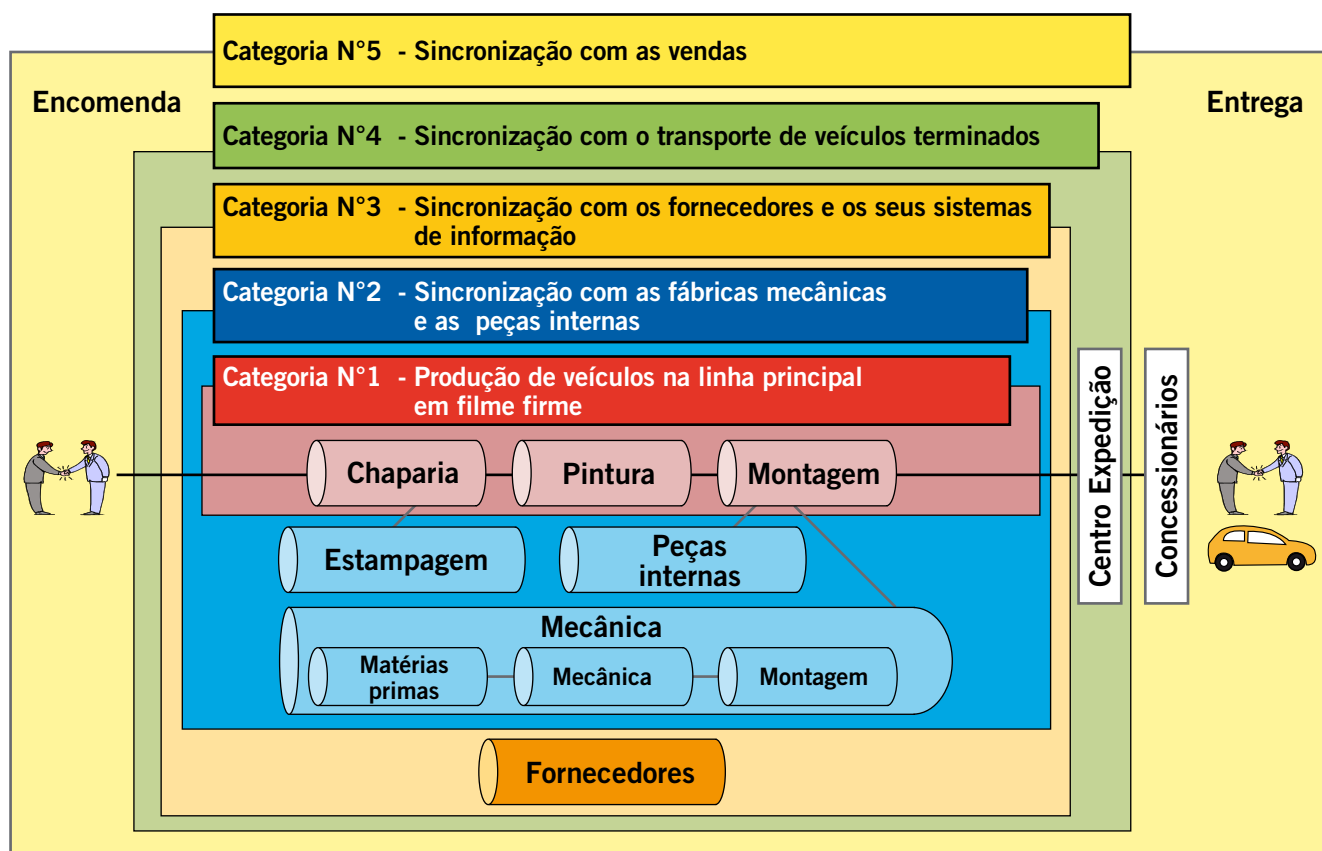 Categoria N°5 - Sincronização com as vendas
Encomenda
Entrega
Categoria N°4 - Sincronização com o transporte de veículos terminados
Categoria N°3 - Sincronização com os fornecedores e os seus sistemas
de informação
Categoria N°2 - Sincronização com as fábricas mecânicas
e as peças internas
Categoria N°1 - Produção de veículos na linha principal
em filme firme
Chaparia
Pintura
Montagem
Centro Expedição
Concessionários
Estampagem
Peças
internas
Mecânica
Matérias
primas
Mecânica
Montagem
Fornecedores